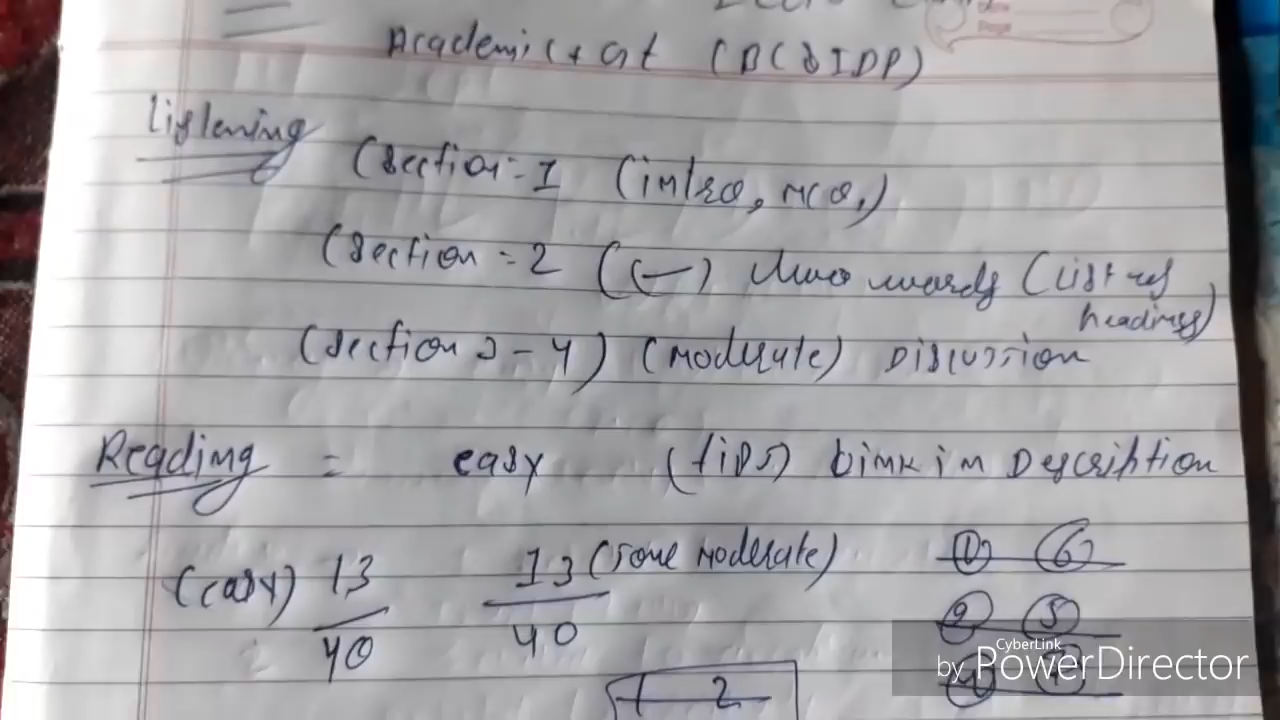 Academic + Gt (BC & IDP)
Listening
(Section = 1 (intro, MCQ,)
(Section = 2 ( (—) two words (List of
headings)
(Section 3 - 4) (moderate) Discussion
Reading = easy (tips) link in Description
(easy) 13/40 13/40 (some moderate)
1 6
2 5
1 2
CyberLink
by PowerDirector